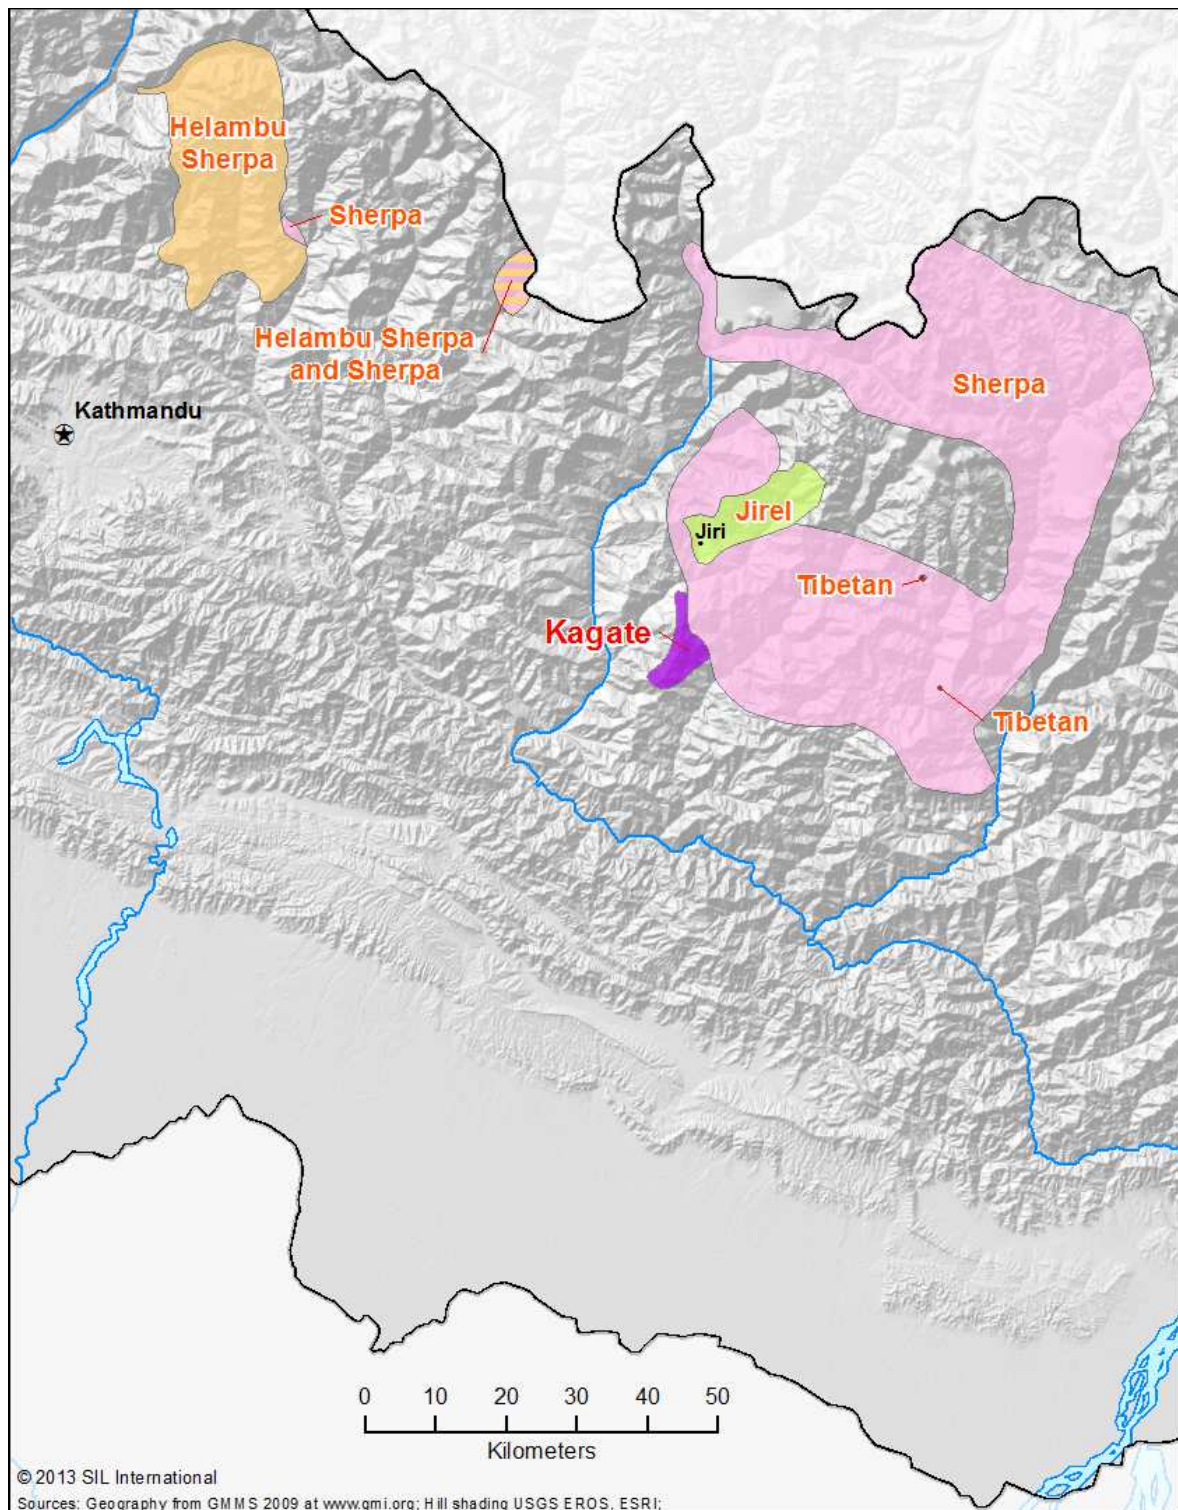 Helambu
Sherpa
Sherpa
Helambu Sherpa
and Sherpa
Sherpa
Kathmandu
Jirel
Jiri
Tibetan
Kagate
Tibetan
0 10 20 30 40 50
Kilometers
© 2013 SIL International
Sources: Geography from GMMS 2009 at www.gmi.org; Hill shading USGS EROS, ESRI;